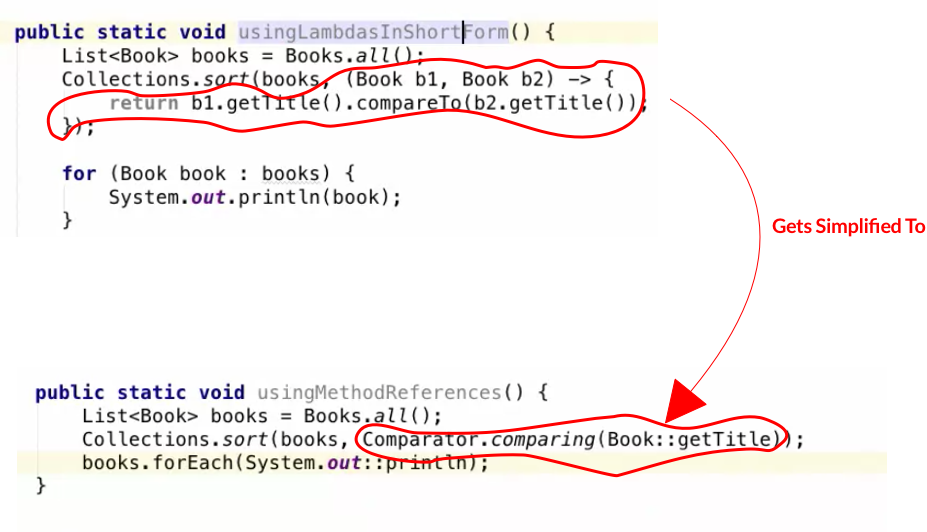 public static void usingLambdasInShortForm() {
List<Book> books = Books.all();
Collections.sort(books, (Book b1, Book b2) -> {
return b1.getTitle().compareTo(b2.getTitle());
});
for (Book book : books) {
System.out.println(book);
}
Gets Simplified To
public static void usingMethodReferences() {
List<Book> books = Books.all();
Collections.sort(books, Comparator.comparing(Book::getTitle));
books.forEach(System.out::println);
}